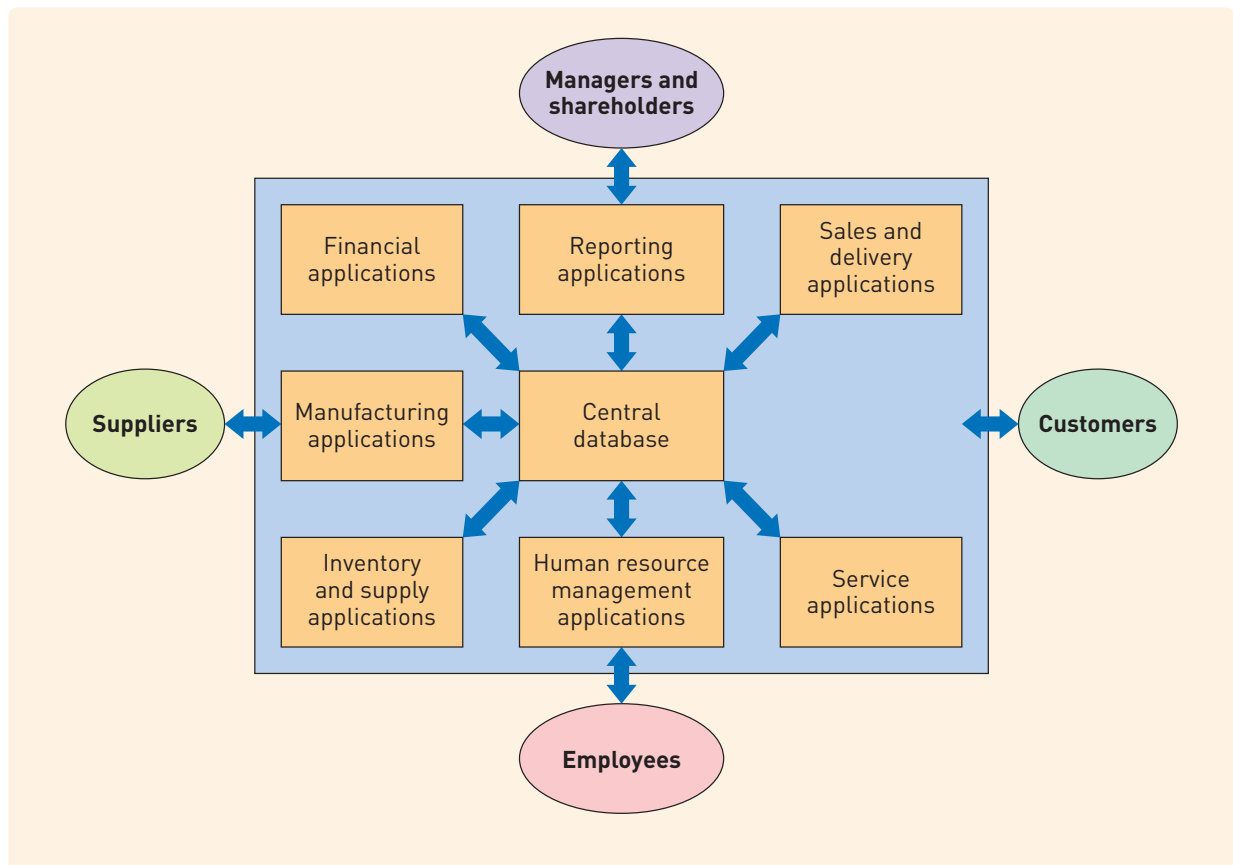 Managers and
shareholders
Financial
applications
Reporting
applications
Sales and
delivery
applications
Suppliers
Manufacturing
applications
Central
database
Customers
Inventory
and supply
applications
Human resource
management
applications
Service
applications
Employees